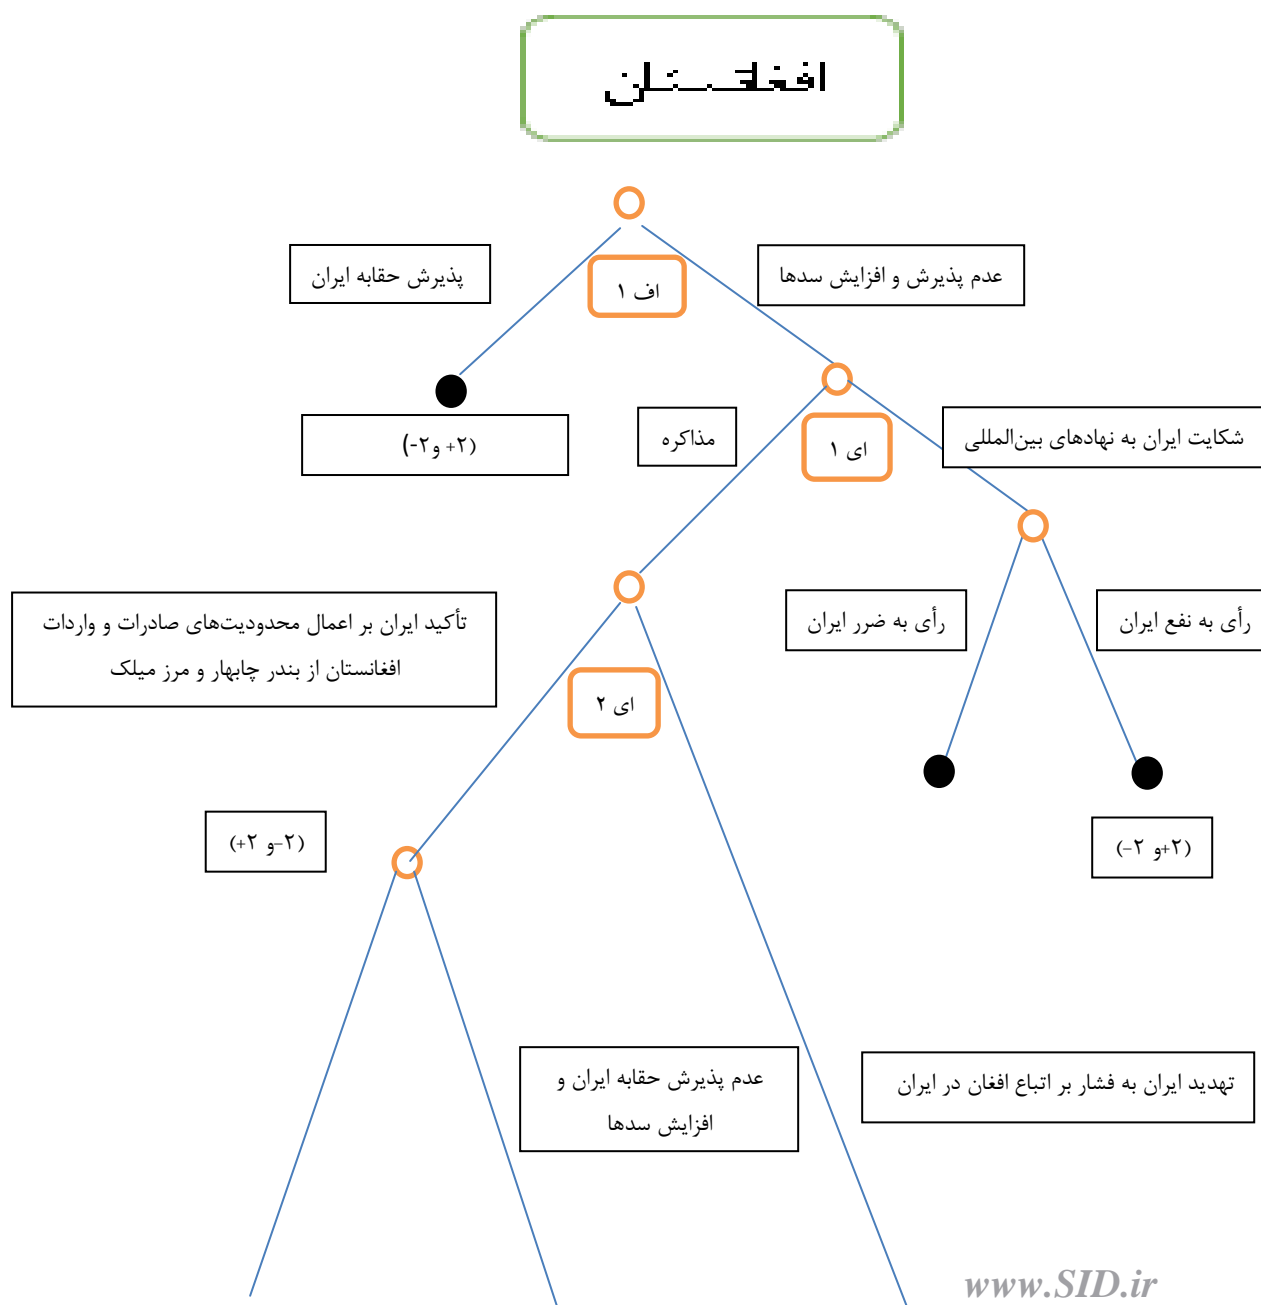 افغانستان
پذیرش حقابه ایران
عدم پذیرش و افزایش سدها
اف ۱
(۲+ و۲-)
مذاکره
ای ۱
شکایت ایران به نهادهای بین‌المللی
تأکید ایران بر اعمال محدودیت‌های صادرات و واردات
افغانستان از بندر چابهار و مرز میلک
رأی به ضرر ایران
رأی به نفع ایران
ای ۲
(۲-و ۲+)
(۲+و ۲-)
عدم پذیرش حقابه ایران و
افزایش سدها
تهدید ایران به فشار بر اتباع افغان در ایران
www.SID.ir